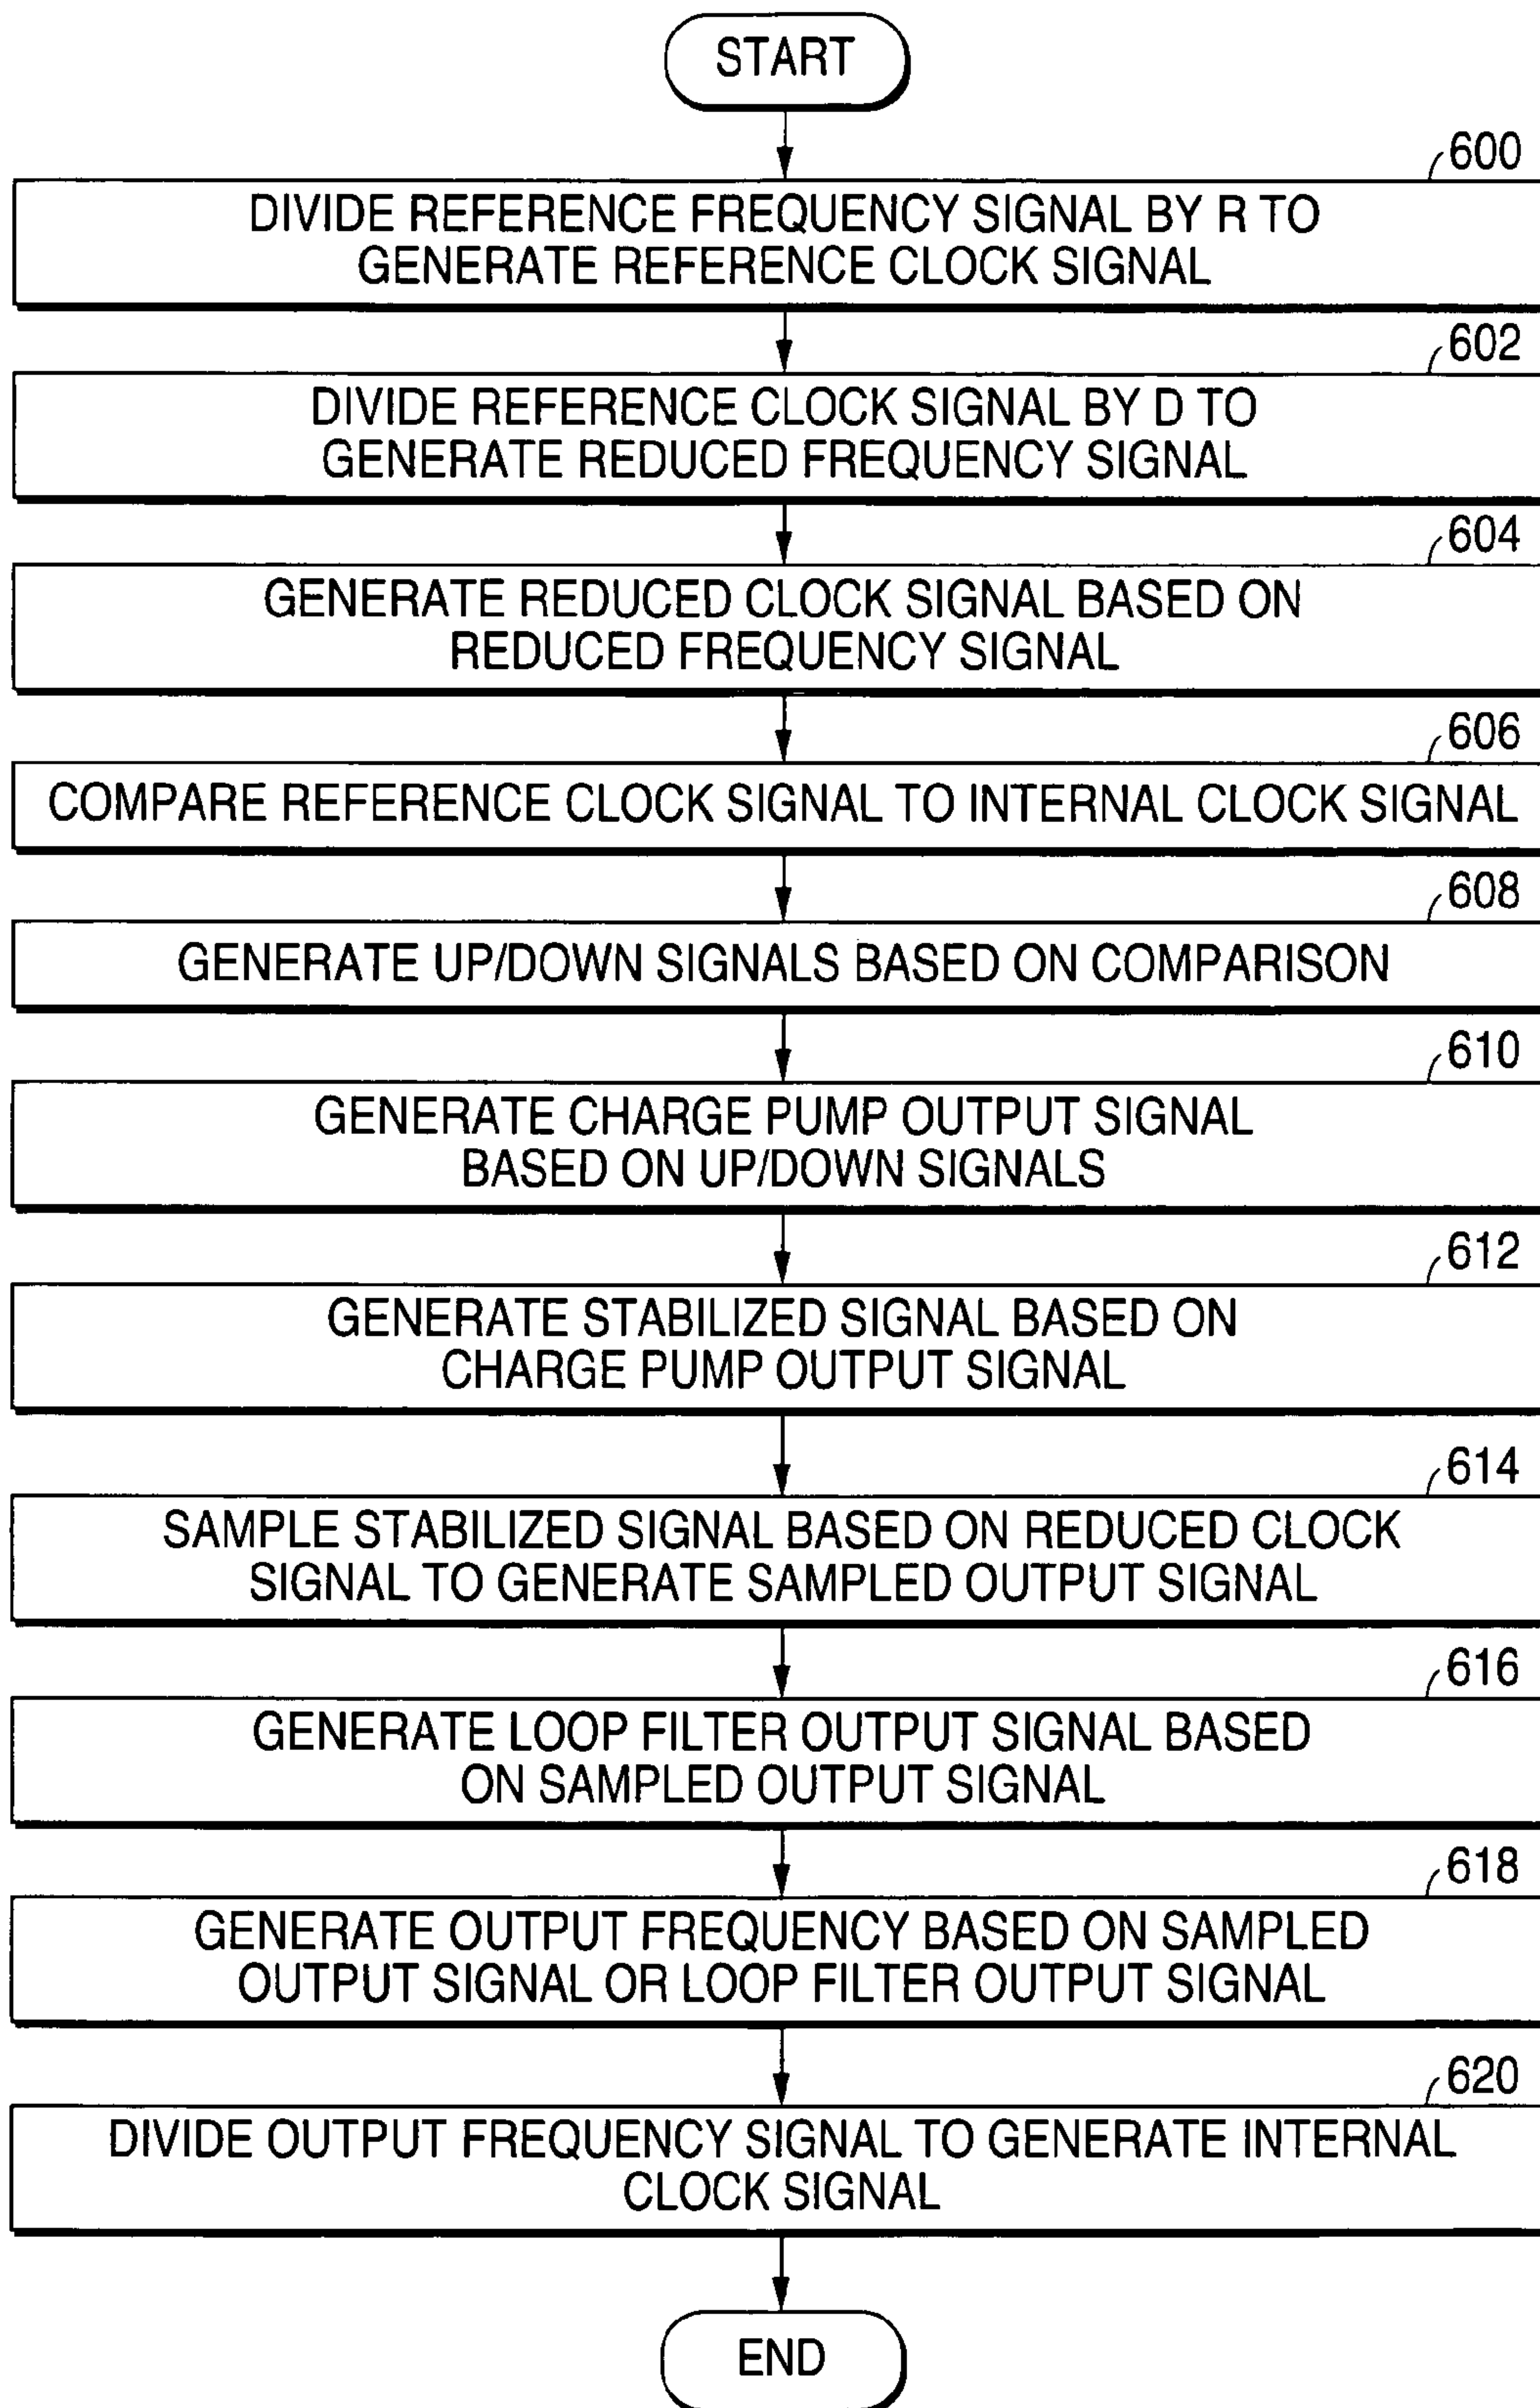 START
600
DIVIDE REFERENCE FREQUENCY SIGNAL BY R TO
GENERATE REFERENCE CLOCK SIGNAL
602
DIVIDE REFERENCE CLOCK SIGNAL BY D TO
GENERATE REDUCED FREQUENCY SIGNAL
604
GENERATE REDUCED CLOCK SIGNAL BASED ON
REDUCED FREQUENCY SIGNAL
606
COMPARE REFERENCE CLOCK SIGNAL TO INTERNAL CLOCK SIGNAL
608
GENERATE UP/DOWN SIGNALS BASED ON COMPARISON
610
GENERATE CHARGE PUMP OUTPUT SIGNAL
BASED ON UP/DOWN SIGNALS
612
GENERATE STABILIZED SIGNAL BASED ON
CHARGE PUMP OUTPUT SIGNAL
614
SAMPLE STABILIZED SIGNAL BASED ON REDUCED CLOCK
SIGNAL TO GENERATE SAMPLED OUTPUT SIGNAL
616
GENERATE LOOP FILTER OUTPUT SIGNAL BASED
ON SAMPLED OUTPUT SIGNAL
618
GENERATE OUTPUT FREQUENCY BASED ON SAMPLED
OUTPUT SIGNAL OR LOOP FILTER OUTPUT SIGNAL
620
DIVIDE OUTPUT FREQUENCY SIGNAL TO GENERATE INTERNAL
CLOCK SIGNAL
END